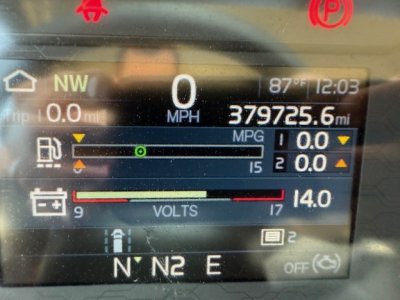 P
NW 0 87°F 12:03
Trip 1 0.0 mi MPH 379725.6 mi
MPG 1 0.0
15 2 0.0
14.0
9 VOLTS 17
2
N N2 E OFF